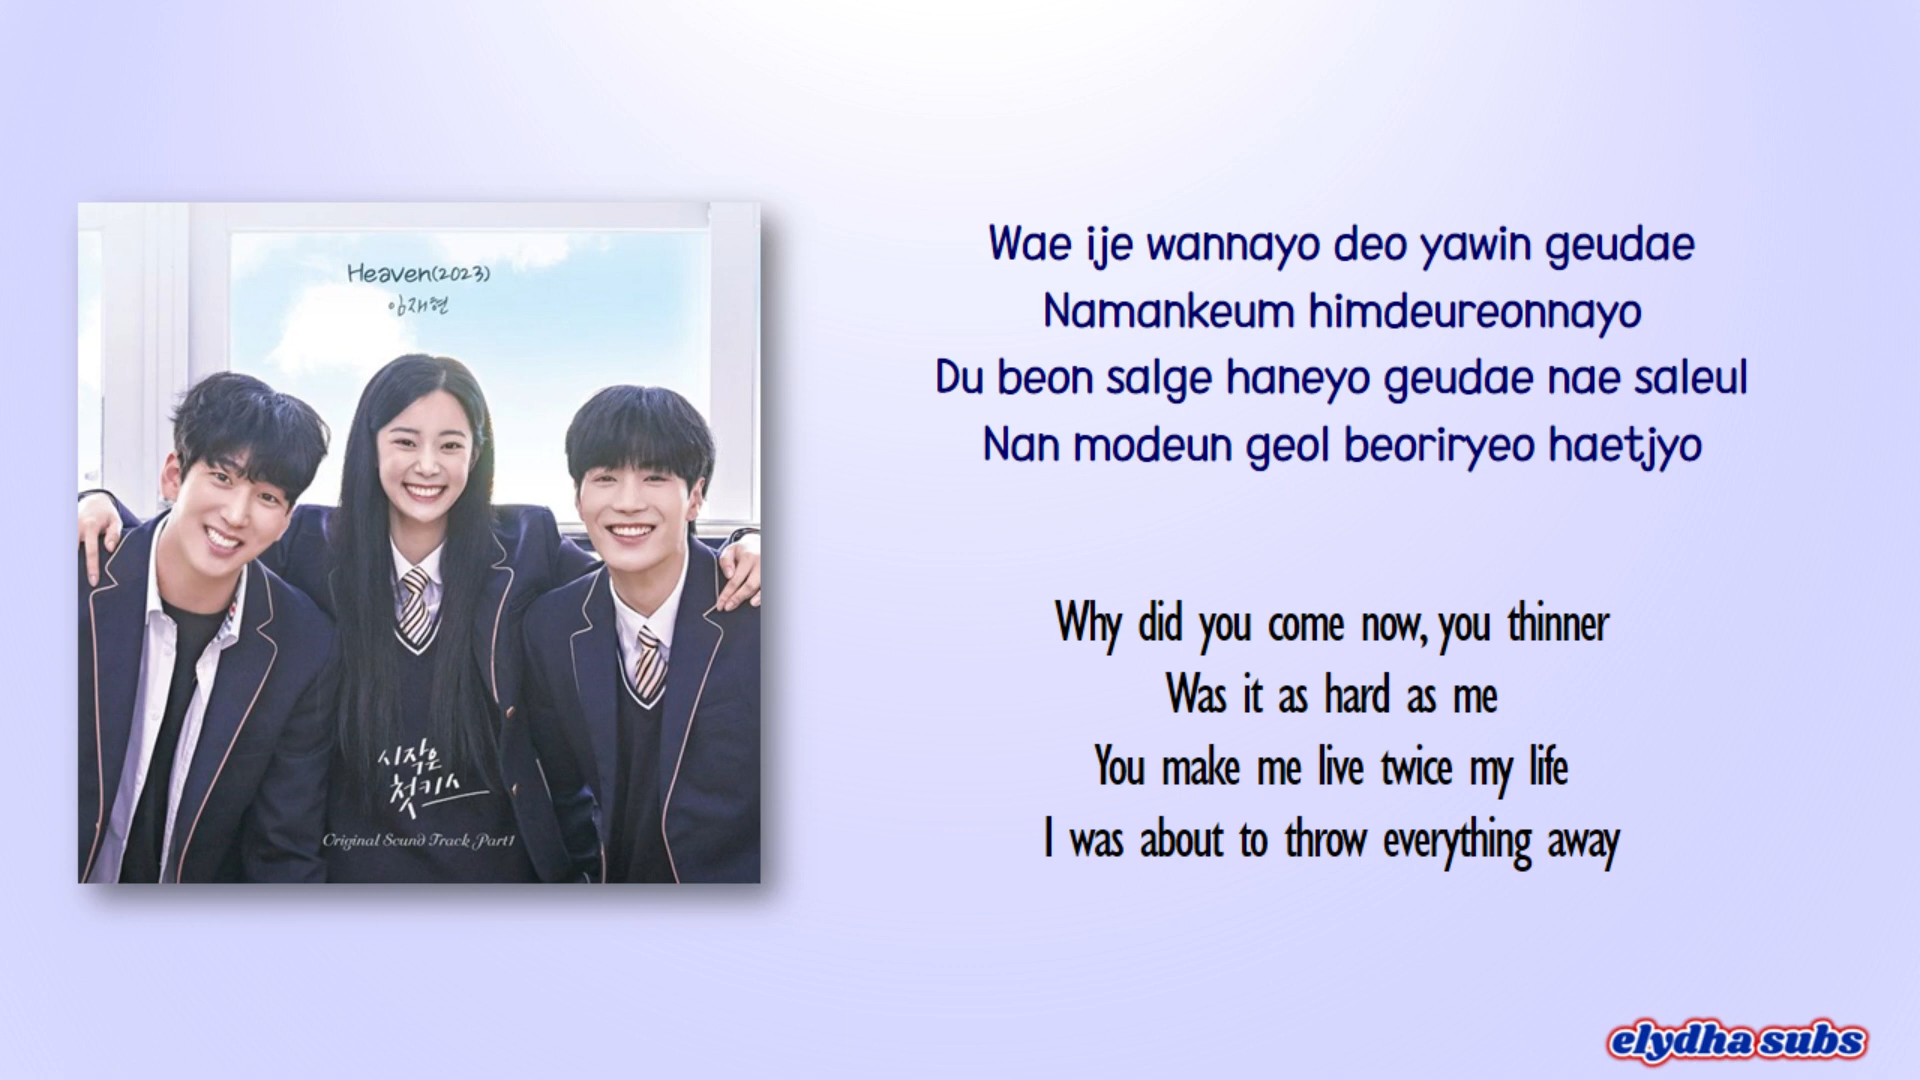 Heaven(2023)
임재현
시작은
첫키스
Original Sound Track Part1
Wae ije wannayo deo yawin geudae
Namankeum himdeureonnayo
Du beon salge haneyo geudae nae saleul
Nan modeun geol beoriryeo haetjyo
Why did you come now, you thinner
Was it as hard as me
You make me live twice my life
I was about to throw everything away
elydha subs